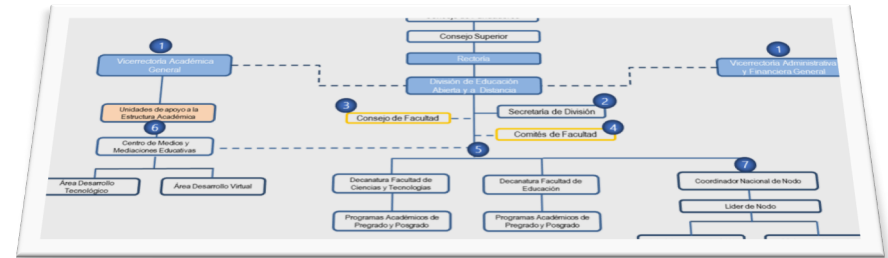 Consejo Superior
Rectoría
1
Vicerrectoría Académica
General
1
Vicerrectoría Administrativa
y Financiera General
División de Educación
Abierta y a Distancia
Unidades de apoyo a la
Estructura Académica
3
Consejo de Facultad
2
Secretaría de División
4
Comités de Facultad
6
Centro de Medios y
Mediaciones Educativas
5
7
Área Desarrollo
Tecnológico
Área Desarrollo Virtual
Decanatura Facultad de
Ciencias y Tecnologías
Decanatura Facultad de
Educación
Coordinador Nacional de Nodo
Líder de Nodo
Programas Académicos de
Pregrado y Posgrado
Programas Académicos de
Pregrado y Posgrado